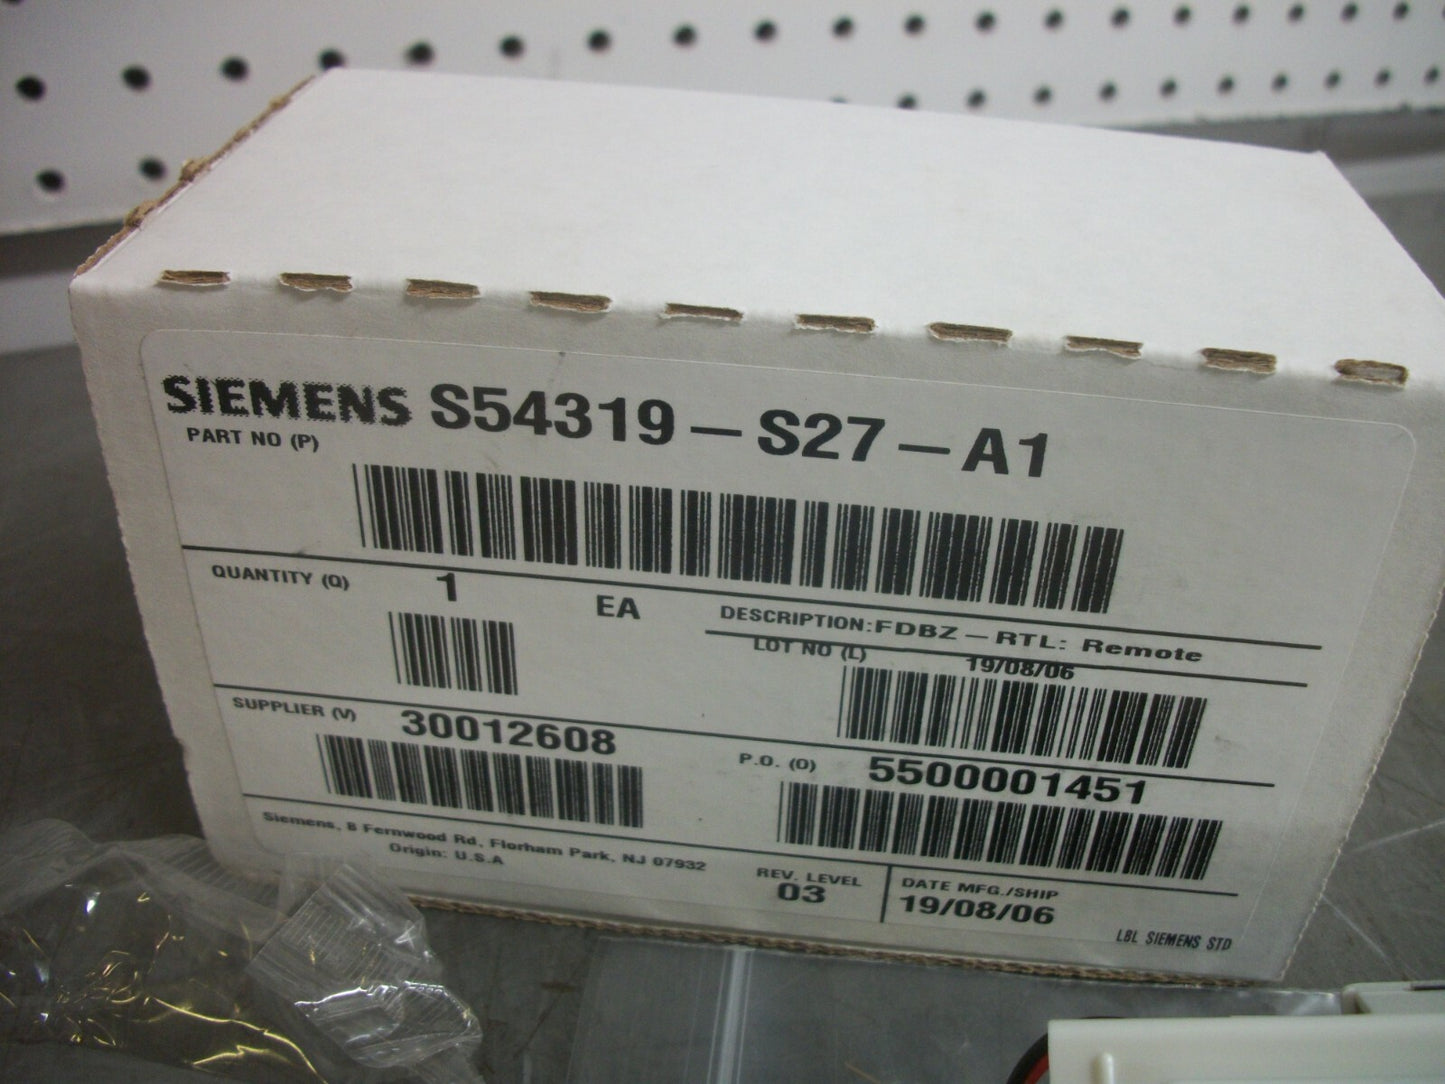 SIEMENS S54319-S27-A1
PART NO (P)
QUANTITY (Q) 1 EA
DESCRIPTION: FDBZ-RTL: Remote
LOT NO (L) 19/08/06
SUPPLIER (V) 30012608
P.O. (O) 5500001451
Siemens, 8 Fernwood Rd, Florham Park, NJ 07932
Origin: U.S.A
REV. LEVEL
03
DATE MFG./SHIP
19/08/06
LBL SIEMENS STD